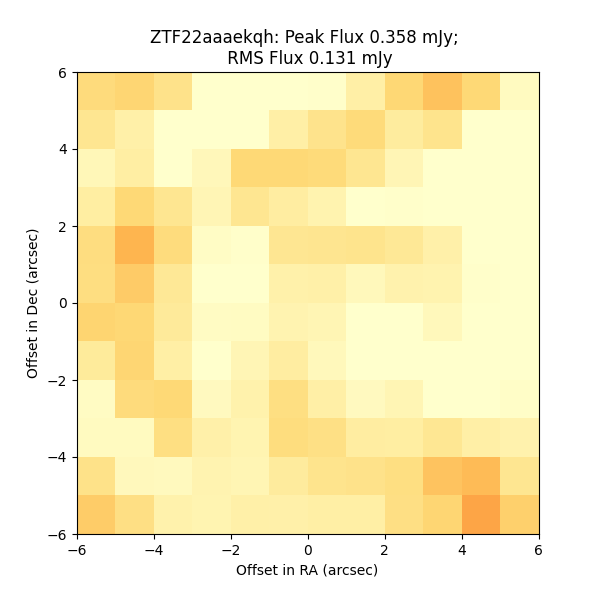 ZTF22aaaekqh: Peak Flux 0.358 mJy;
RMS Flux 0.131 mJy
6
4
2
0
−2
−4
−6
Offset in Dec (arcsec)
−6 −4 −2 0 2 4 6
Offset in RA (arcsec)